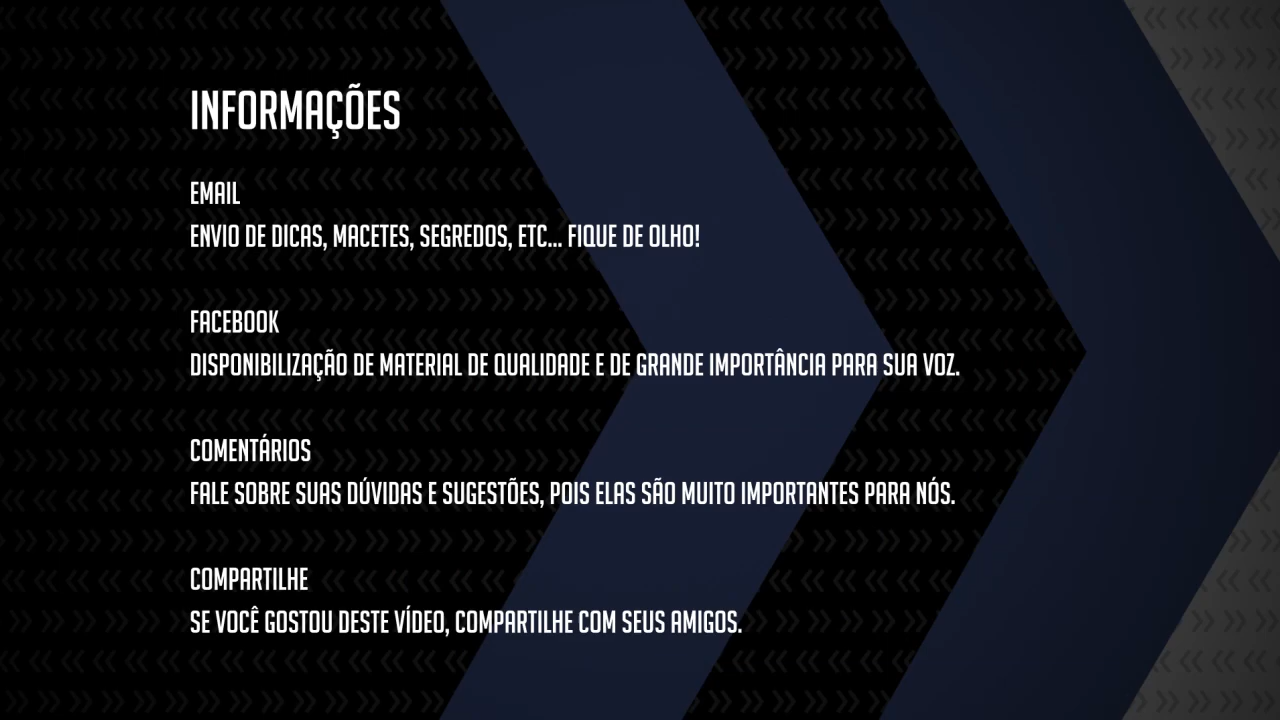 INFORMAÇÕES
EMAIL
ENVIO DE DICAS, MACETES, SEGREDOS, ETC... FIQUE DE OLHO!
FACEBOOK
DISPONIBILIZAÇÃO DE MATERIAL DE QUALIDADE E DE GRANDE IMPORTÂNCIA PARA SUA VOZ.
COMENTÁRIOS
FALE SOBRE SUAS DÚVIDAS E SUGESTÕES, POIS ELAS SÃO MUITO IMPORTANTES PARA NÓS.
COMPARTILHE
SE VOCÊ GOSTOU DESTE VÍDEO, COMPARTILHE COM SEUS AMIGOS.